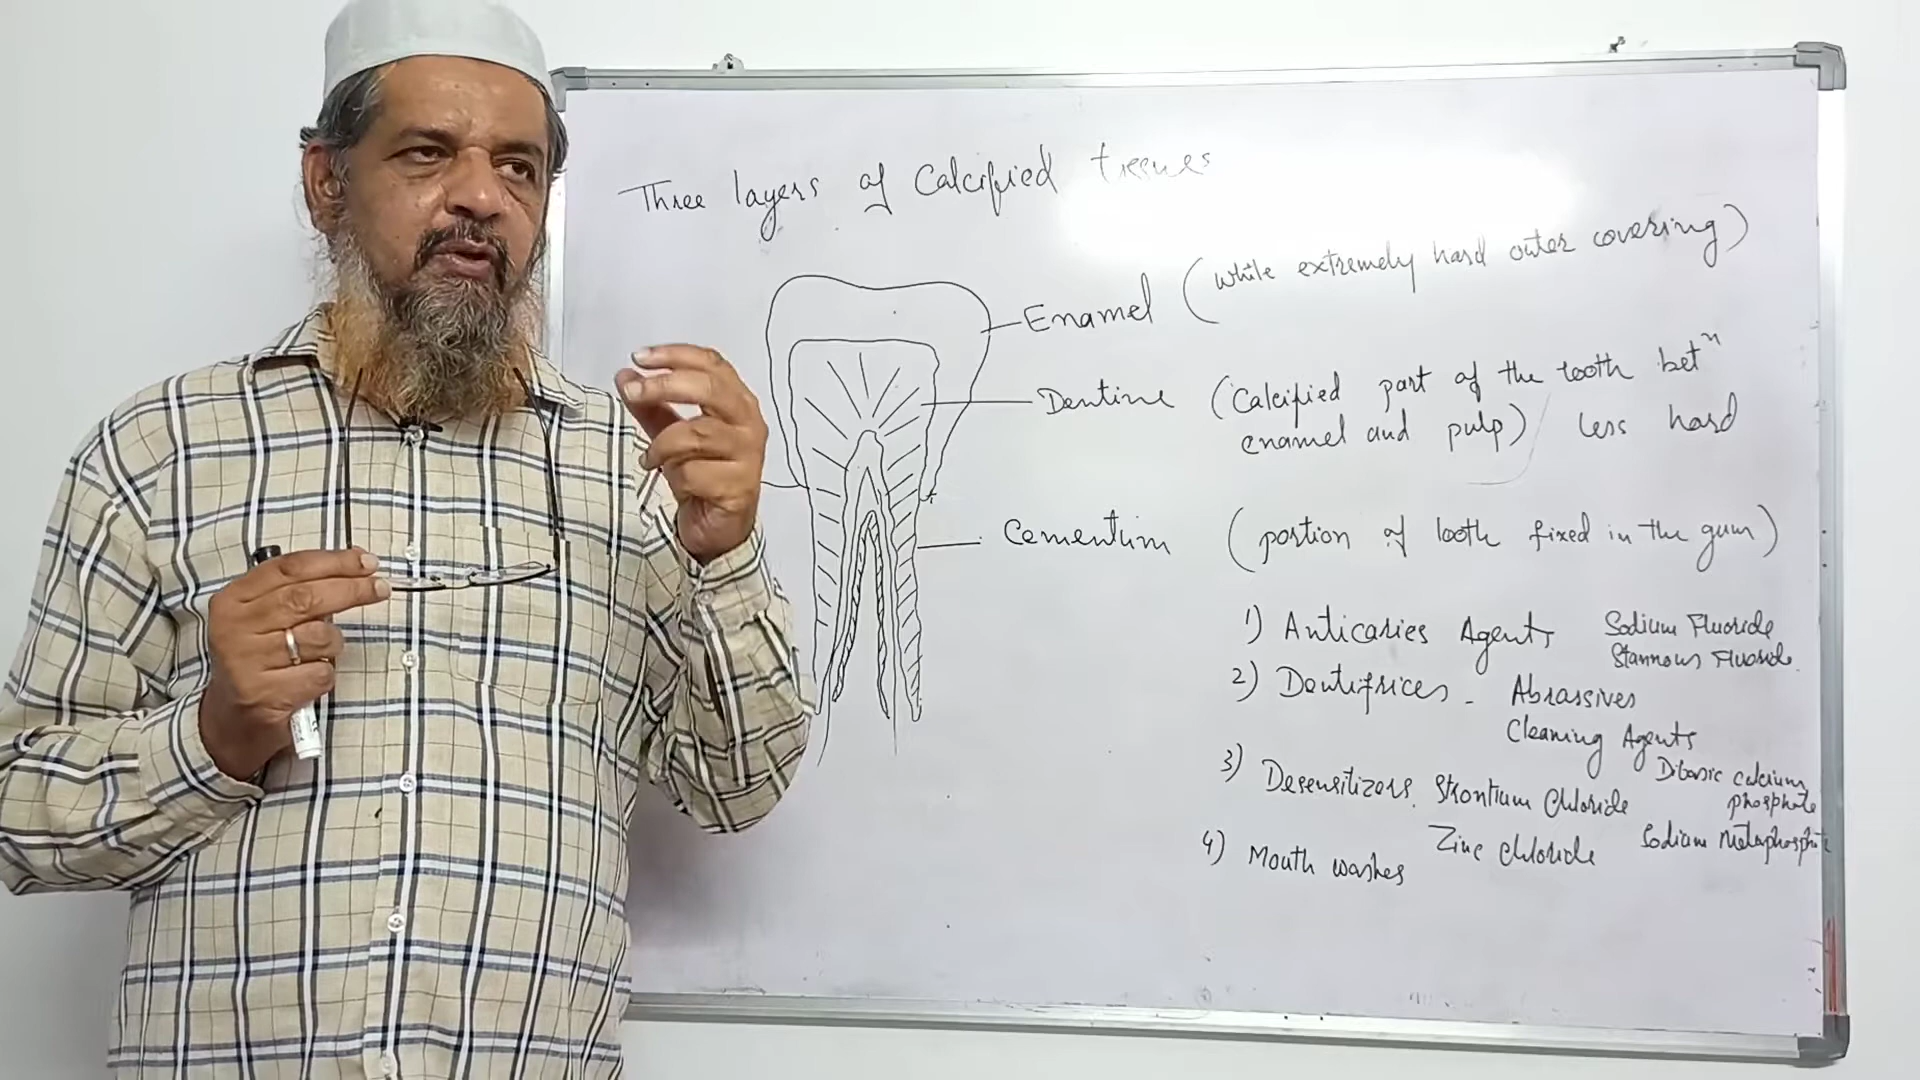 Three layers of Calcified tissues
Enamel (white extremely hard outer covering)
Dentine (Calcified part of the tooth betn
enamel and pulp) less hard
Cementum (portion of tooth fixed in the gum)
1) Anticaries Agents Sodium Fluoride
Stannous Fluoride.
2) Dentifrices - Abrassives
Cleaning Agents
Dibasic calcium
phosphate
3) Desensitizers. Strontium Chloride
Zinc chloride Sodium Metaphosphate
4) Mouth washes